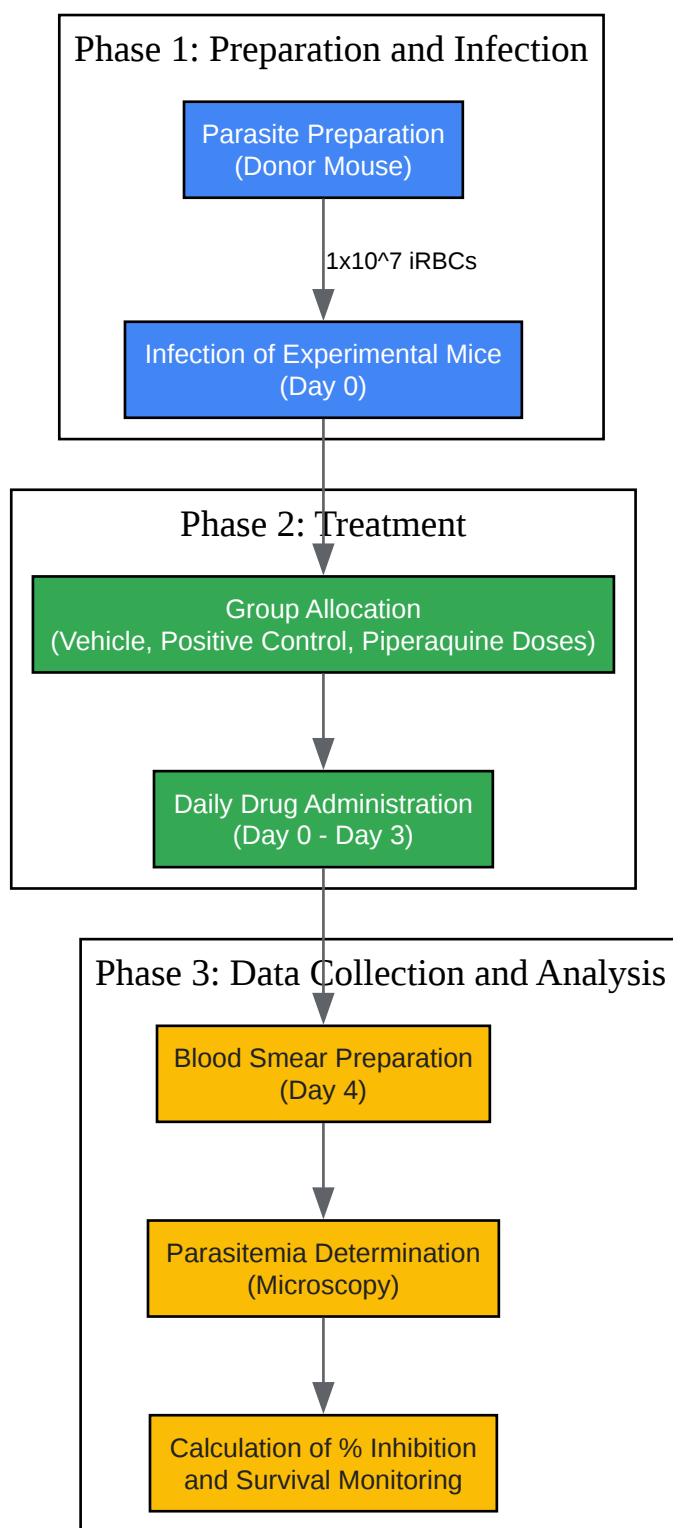 Phase 1: Preparation and Infection
Parasite Preparation
(Donor Mouse)
1x10^7 iRBCs
Infection of Experimental Mice
(Day 0)
Phase 2: Treatment
Group Allocation
(Vehicle, Positive Control, Piperaquine Doses)
Daily Drug Administration
(Day 0 - Day 3)
Phase 3: Data Collection and Analysis
Blood Smear Preparation
(Day 4)
Parasitemia Determination
(Microscopy)
Calculation of % Inhibition
and Survival Monitoring